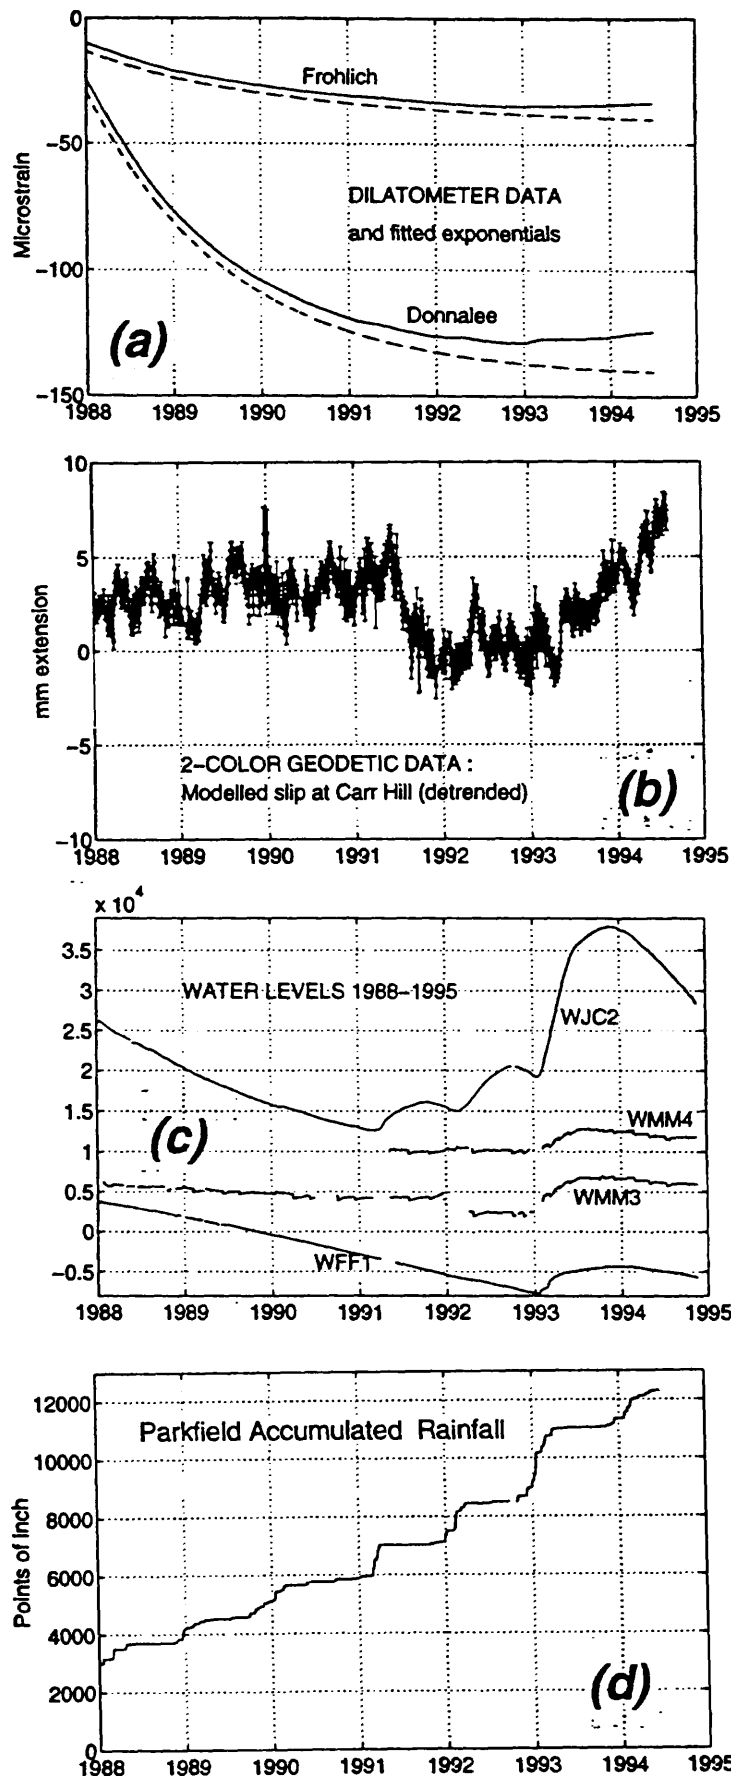 0
Frohlich
-50
DILATOMETER DATA
and fitted exponentials
Microstrain
-100
Donnalee
(a)
-150
1988 1989 1990 1991 1992 1993 1994 1995
10
5
mm extension
0
-5
2-COLOR GEODETIC DATA :
Modelled slip at Carr Hill (detrended)
(b)
-10
1988 1989 1990 1991 1992 1993 1994 1995
x 10^4
3.5
WATER LEVELS 1988-1995
3
WJC2
2.5
2
1.5
WMM4
(c)
1
0.5
WMM3
0
WFF1
-0.5
1988 1989 1990 1991 1992 1993 1994 1995
12000
Parkfield Accumulated Rainfall
10000
8000
Points of Inch
6000
4000
(d)
2000
0
1988 1989 1990 1991 1992 1993 1994 1995